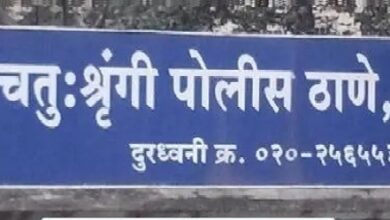 चतु:श्रृंगी पोलीस ठाणे,
दुरध्वनी क्र. ०२०-२५६५५